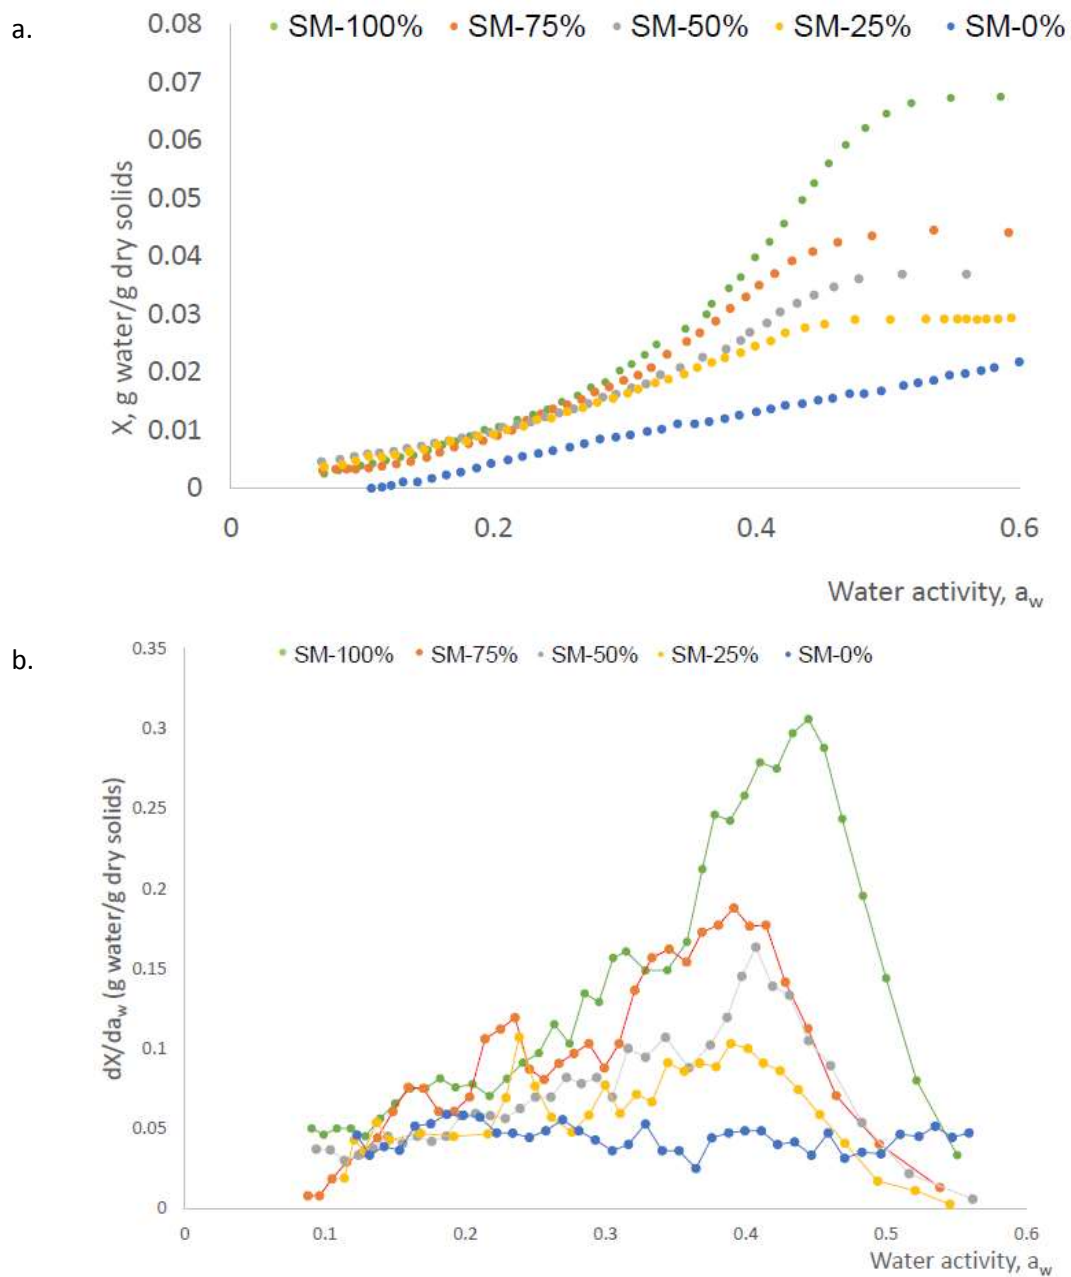 a.
SM-100% SM-75% SM-50% SM-25% SM-0%
0.08
0.07
0.06
0.05
0.04
0.03
0.02
0.01
0
X, g water/g dry solids
0 0.2 0.4 0.6
Water activity, aw
b.
SM-100% SM-75% SM-50% SM-25% SM-0%
0.35
0.3
0.25
0.2
0.15
0.1
0.05
0
dX/daw (g water/g dry solids)
0 0.1 0.2 0.3 0.4 0.5 0.6
Water activity, aw